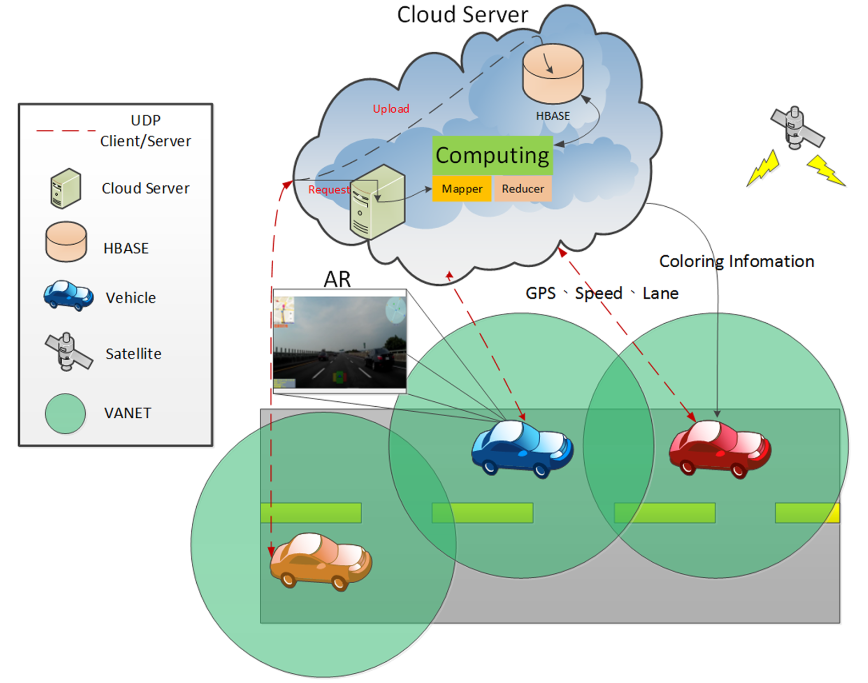 Cloud Server
UDP
Client/Server
Cloud Server
HBASE
Vehicle
Satellite
VANET
Upload
HBASE
Computing
Request
Mapper
Reducer
Coloring Infomation
AR
GPS、Speed、Lane